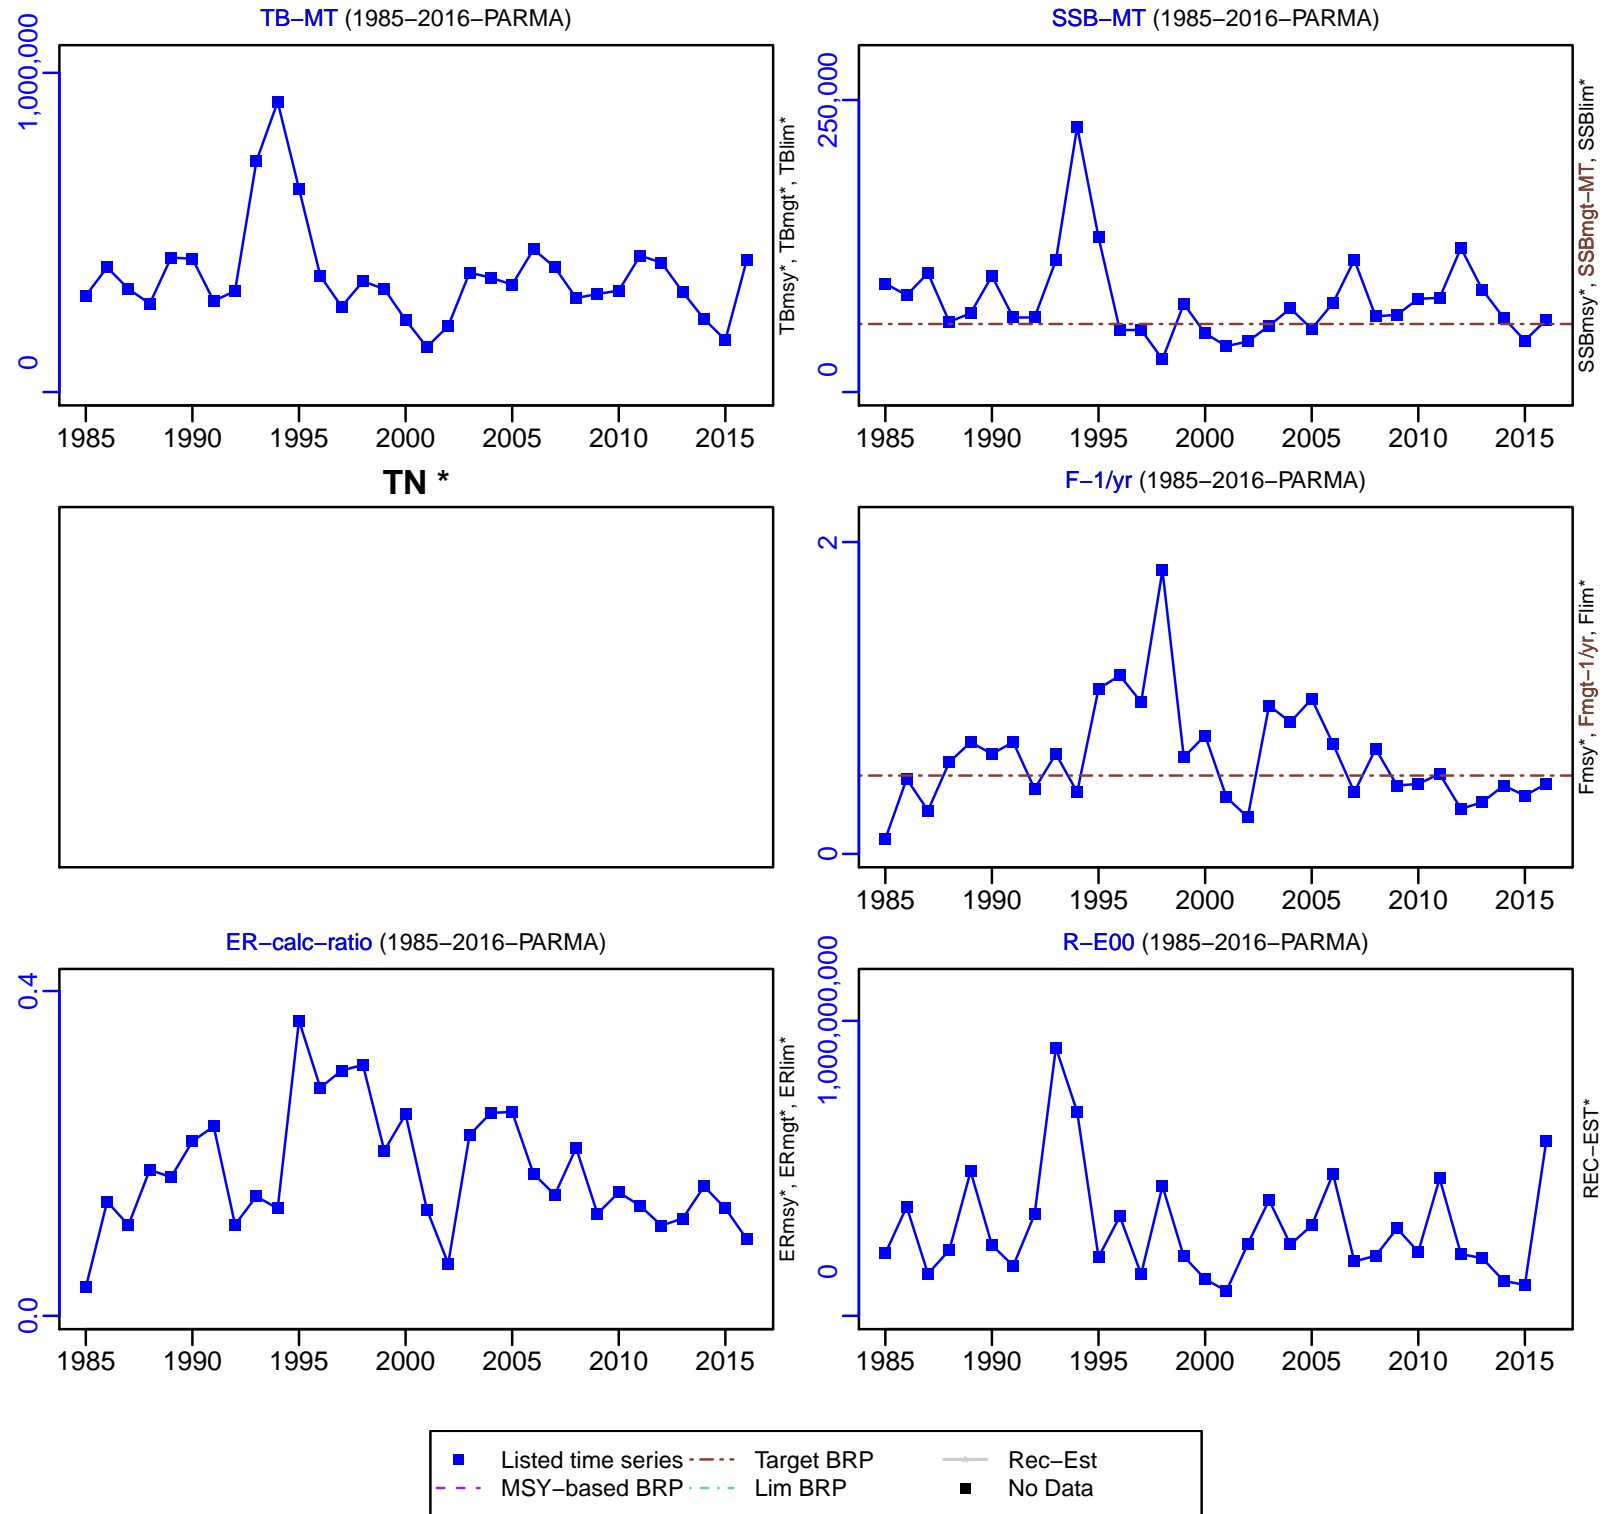 TB−MT (1985−2016−PARMA)
1,000,000
0
1985 1990 1995 2000 2005 2010 2015
TBmsy*, TBmgt*, TBlim*
SSB−MT (1985−2016−PARMA)
250,000
0
1985 1990 1995 2000 2005 2010 2015
SSBmsy*, SSBmgt−MT, SSBlim*
TN *
F−1/yr (1985−2016−PARMA)
2
0
1985 1990 1995 2000 2005 2010 2015
Fmsy*, Fmgt−1/yr, Flim*
ER−calc−ratio (1985−2016−PARMA)
0.4
0.0
1985 1990 1995 2000 2005 2010 2015
ERmsy*, ERmgt*, ERlim*
R−E00 (1985−2016−PARMA)
1,000,000,000
0
1985 1990 1995 2000 2005 2010 2015
REC−EST*
Listed time series Target BRP Rec−Est
MSY−based BRP Lim BRP No Data